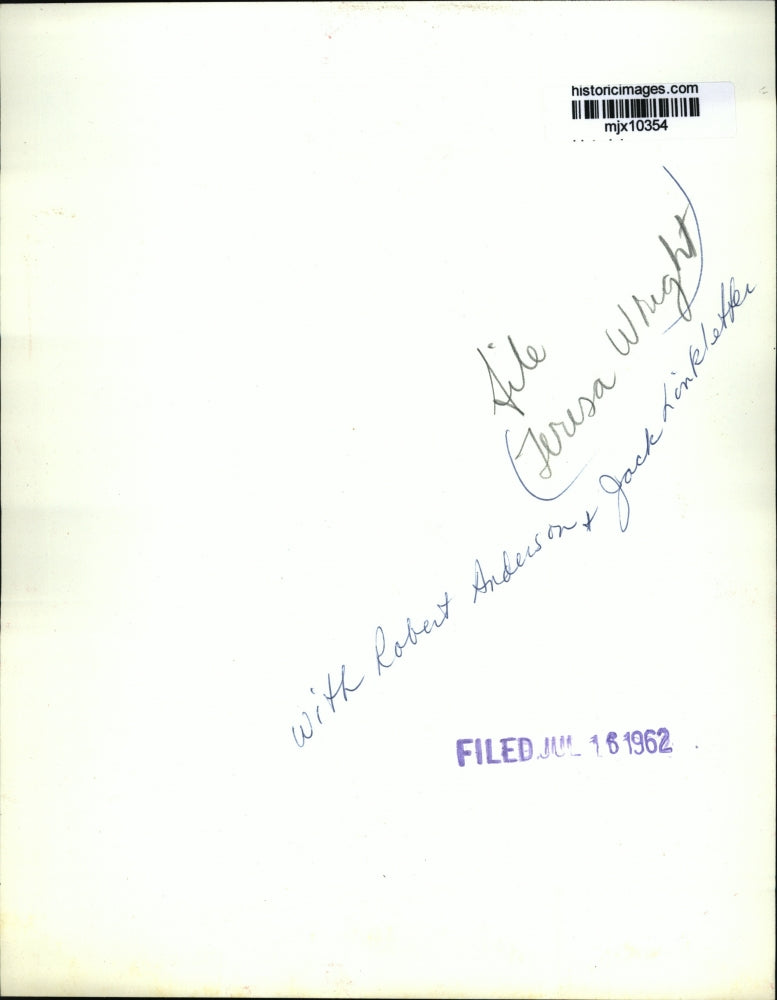 historicimages.com
mjx10354
File
(Teresa Wright)
with Robert Anderson & Jack Linkletter
FILED JUL 16 1962